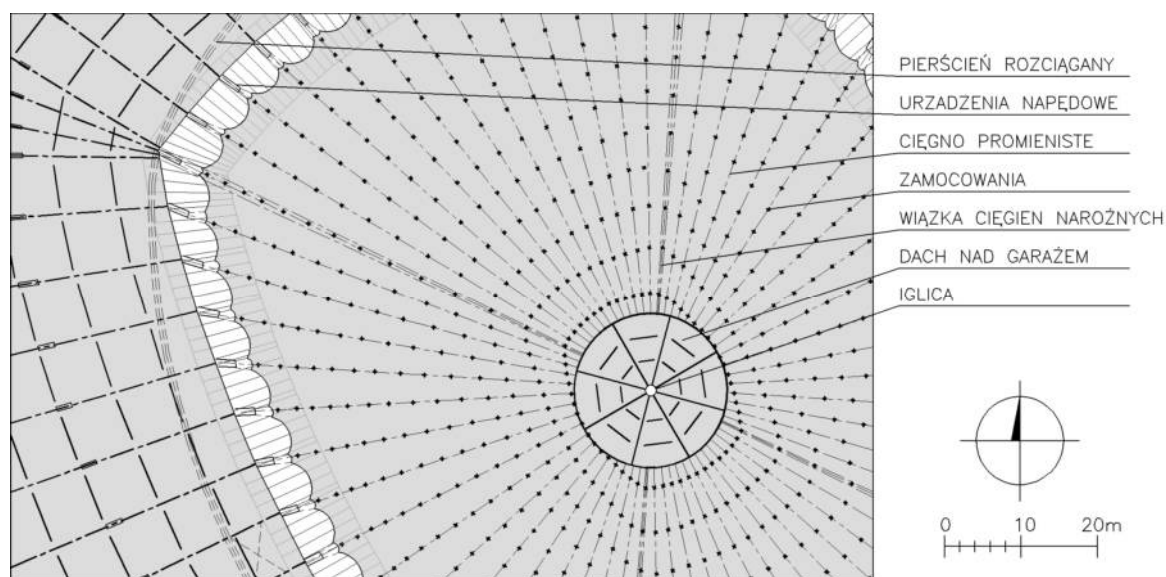 PIERŚCIEŃ ROZCIĄGANY
URZADZENIA NAPĘDOWE
CIĘGNO PROMIENISTE
ZAMOCOWANIA
WIĄZKA CIĘGIEN NAROŻNYCH
DACH NAD GARAŻEM
IGLICA
0 10 20m